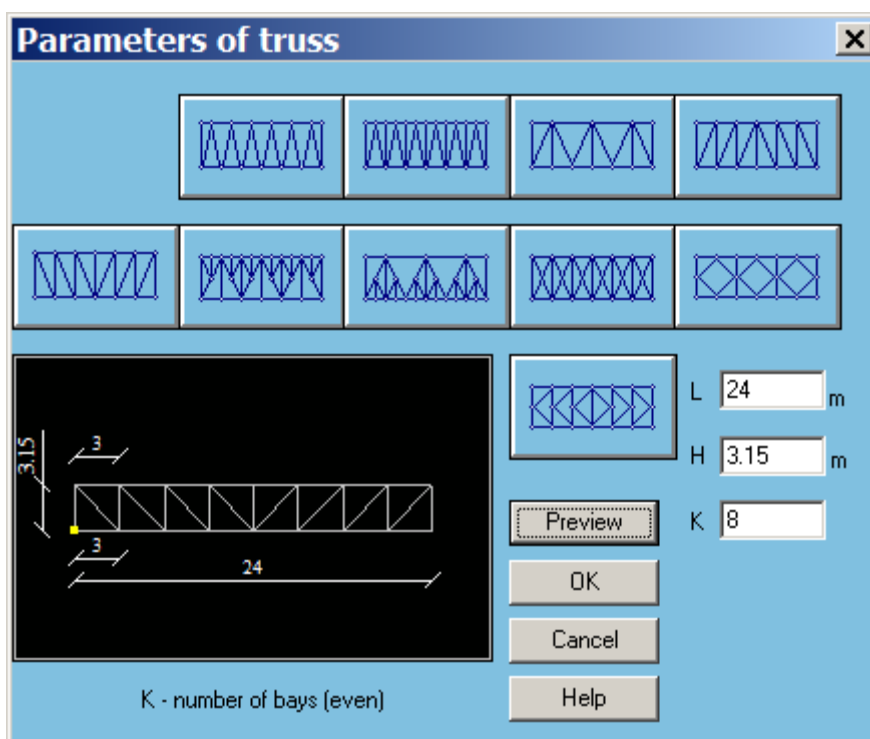 Parameters of truss
3.15
3
3
24
L 24 m
H 3.15 m
Preview
K 8
OK
Cancel
K - number of bays (even)
Help